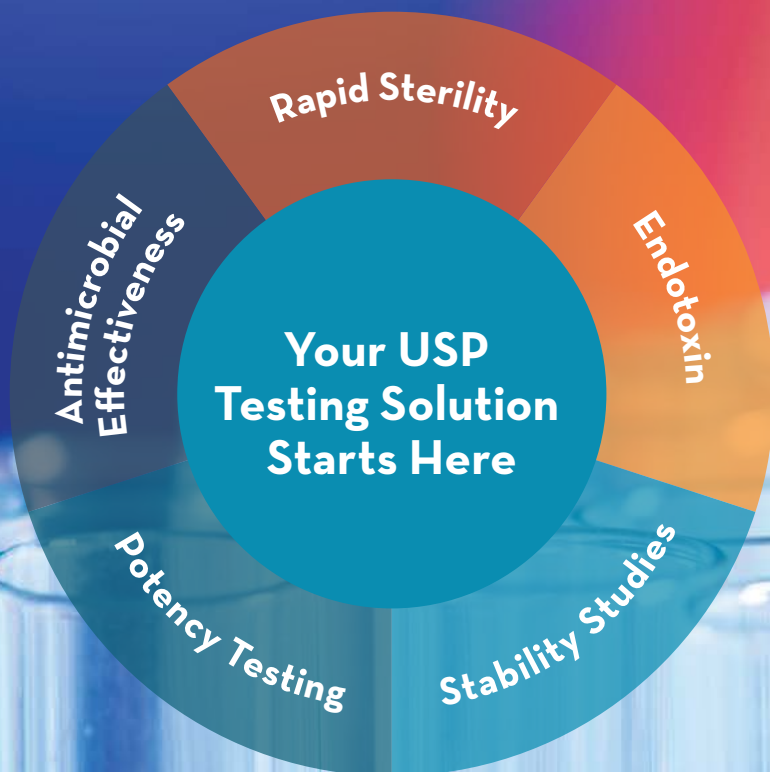 Rapid Sterility
Endotoxin
Stability Studies
Potency Testing
Antimicrobial
Effectiveness
Your USP
Testing Solution
Starts Here